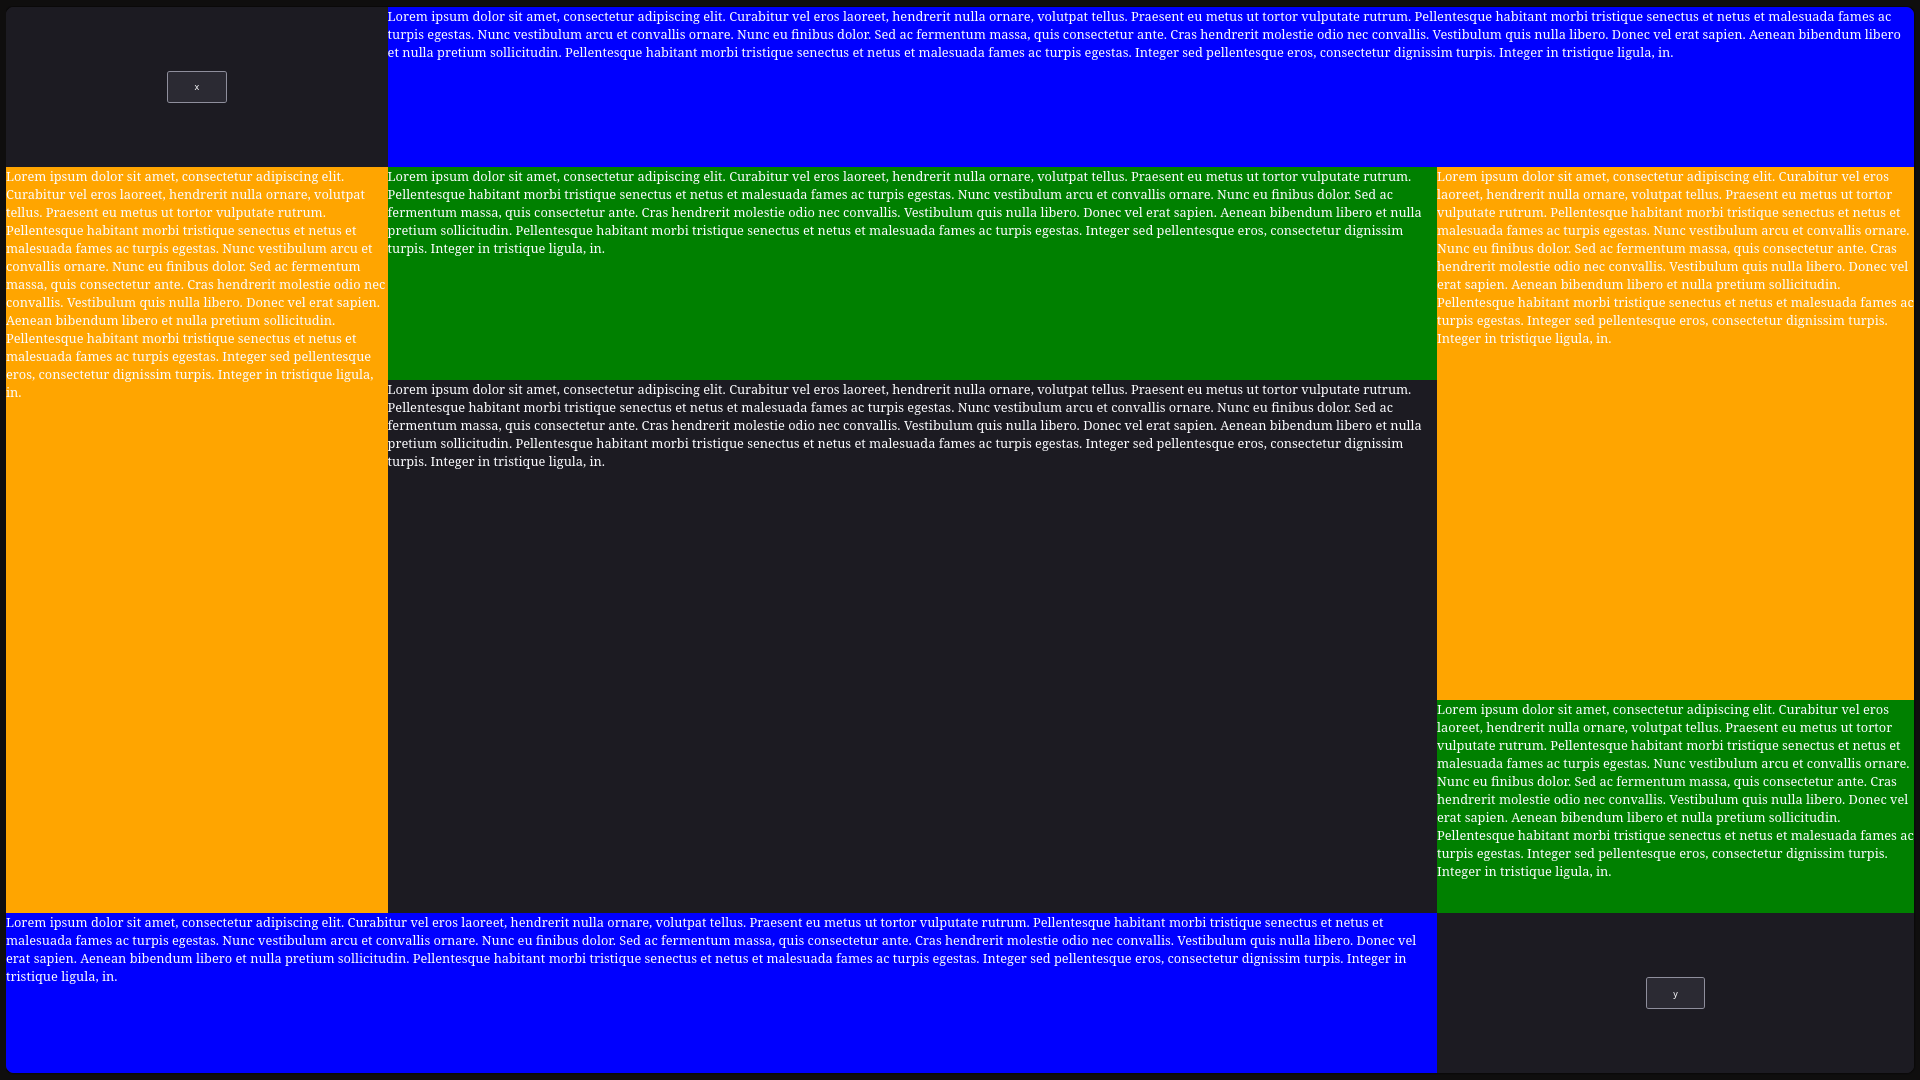 x
Lorem ipsum dolor sit amet, consectetur adipiscing elit. Curabitur vel eros laoreet, hendrerit nulla ornare, volutpat tellus. Praesent eu metus ut tortor vulputate rutrum. Pellentesque habitant morbi tristique senectus et netus et malesuada fames ac
turpis egestas. Nunc vestibulum arcu et convallis ornare. Nunc eu finibus dolor. Sed ac fermentum massa, quis consectetur ante. Cras hendrerit molestie odio nec convallis. Vestibulum quis nulla libero. Donec vel erat sapien. Aenean bibendum libero
et nulla pretium sollicitudin. Pellentesque habitant morbi tristique senectus et netus et malesuada fames ac turpis egestas. Integer sed pellentesque eros, consectetur dignissim turpis. Integer in tristique ligula, in.
Lorem ipsum dolor sit amet, consectetur adipiscing elit.
Curabitur vel eros laoreet, hendrerit nulla ornare, volutpat
tellus. Praesent eu metus ut tortor vulputate rutrum.
Pellentesque habitant morbi tristique senectus et netus et
malesuada fames ac turpis egestas. Nunc vestibulum arcu et
convallis ornare. Nunc eu finibus dolor. Sed ac fermentum
massa, quis consectetur ante. Cras hendrerit molestie odio nec
convallis. Vestibulum quis nulla libero. Donec vel erat sapien.
Aenean bibendum libero et nulla pretium sollicitudin.
Pellentesque habitant morbi tristique senectus et netus et
malesuada fames ac turpis egestas. Integer sed pellentesque
eros, consectetur dignissim turpis. Integer in tristique ligula,
in.
Lorem ipsum dolor sit amet, consectetur adipiscing elit. Curabitur vel eros laoreet, hendrerit nulla ornare, volutpat tellus. Praesent eu metus ut tortor vulputate rutrum.
Pellentesque habitant morbi tristique senectus et netus et malesuada fames ac turpis egestas. Nunc vestibulum arcu et convallis ornare. Nunc eu finibus dolor. Sed ac
fermentum massa, quis consectetur ante. Cras hendrerit molestie odio nec convallis. Vestibulum quis nulla libero. Donec vel erat sapien. Aenean bibendum libero et nulla
pretium sollicitudin. Pellentesque habitant morbi tristique senectus et netus et malesuada fames ac turpis egestas. Integer sed pellentesque eros, consectetur dignissim
turpis. Integer in tristique ligula, in.
Lorem ipsum dolor sit amet, consectetur adipiscing elit. Curabitur vel eros
laoreet, hendrerit nulla ornare, volutpat tellus. Praesent eu metus ut tortor
vulputate rutrum. Pellentesque habitant morbi tristique senectus et netus et
malesuada fames ac turpis egestas. Nunc vestibulum arcu et convallis ornare.
Nunc eu finibus dolor. Sed ac fermentum massa, quis consectetur ante. Cras
hendrerit molestie odio nec convallis. Vestibulum quis nulla libero. Donec vel
erat sapien. Aenean bibendum libero et nulla pretium sollicitudin.
Pellentesque habitant morbi tristique senectus et netus et malesuada fames ac
turpis egestas. Integer sed pellentesque eros, consectetur dignissim turpis.
Integer in tristique ligula, in.
Lorem ipsum dolor sit amet, consectetur adipiscing elit. Curabitur vel eros laoreet, hendrerit nulla ornare, volutpat tellus. Praesent eu metus ut tortor vulputate rutrum.
Pellentesque habitant morbi tristique senectus et netus et malesuada fames ac turpis egestas. Nunc vestibulum arcu et convallis ornare. Nunc eu finibus dolor. Sed ac
fermentum massa, quis consectetur ante. Cras hendrerit molestie odio nec convallis. Vestibulum quis nulla libero. Donec vel erat sapien. Aenean bibendum libero et nulla
pretium sollicitudin. Pellentesque habitant morbi tristique senectus et netus et malesuada fames ac turpis egestas. Integer sed pellentesque eros, consectetur dignissim
turpis. Integer in tristique ligula, in.
Lorem ipsum dolor sit amet, consectetur adipiscing elit. Curabitur vel eros
laoreet, hendrerit nulla ornare, volutpat tellus. Praesent eu metus ut tortor
vulputate rutrum. Pellentesque habitant morbi tristique senectus et netus et
malesuada fames ac turpis egestas. Nunc vestibulum arcu et convallis ornare.
Nunc eu finibus dolor. Sed ac fermentum massa, quis consectetur ante. Cras
hendrerit molestie odio nec convallis. Vestibulum quis nulla libero. Donec vel
erat sapien. Aenean bibendum libero et nulla pretium sollicitudin.
Pellentesque habitant morbi tristique senectus et netus et malesuada fames ac
turpis egestas. Integer sed pellentesque eros, consectetur dignissim turpis.
Integer in tristique ligula, in.
Lorem ipsum dolor sit amet, consectetur adipiscing elit. Curabitur vel eros laoreet, hendrerit nulla ornare, volutpat tellus. Praesent eu metus ut tortor vulputate rutrum. Pellentesque habitant morbi tristique senectus et netus et
malesuada fames ac turpis egestas. Nunc vestibulum arcu et convallis ornare. Nunc eu finibus dolor. Sed ac fermentum massa, quis consectetur ante. Cras hendrerit molestie odio nec convallis. Vestibulum quis nulla libero. Donec vel
erat sapien. Aenean bibendum libero et nulla pretium sollicitudin. Pellentesque habitant morbi tristique senectus et netus et malesuada fames ac turpis egestas. Integer sed pellentesque eros, consectetur dignissim turpis. Integer in
tristique ligula, in.
y